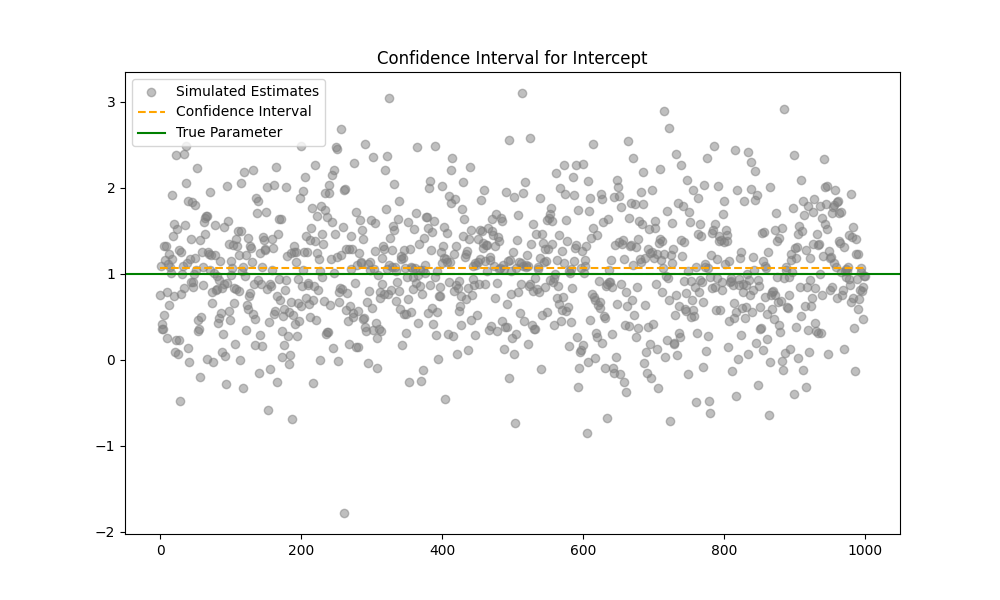 Confidence Interval for Intercept
Simulated Estimates
Confidence Interval
True Parameter
3
2
1
0
−1
−2
0 200 400 600 800 1000